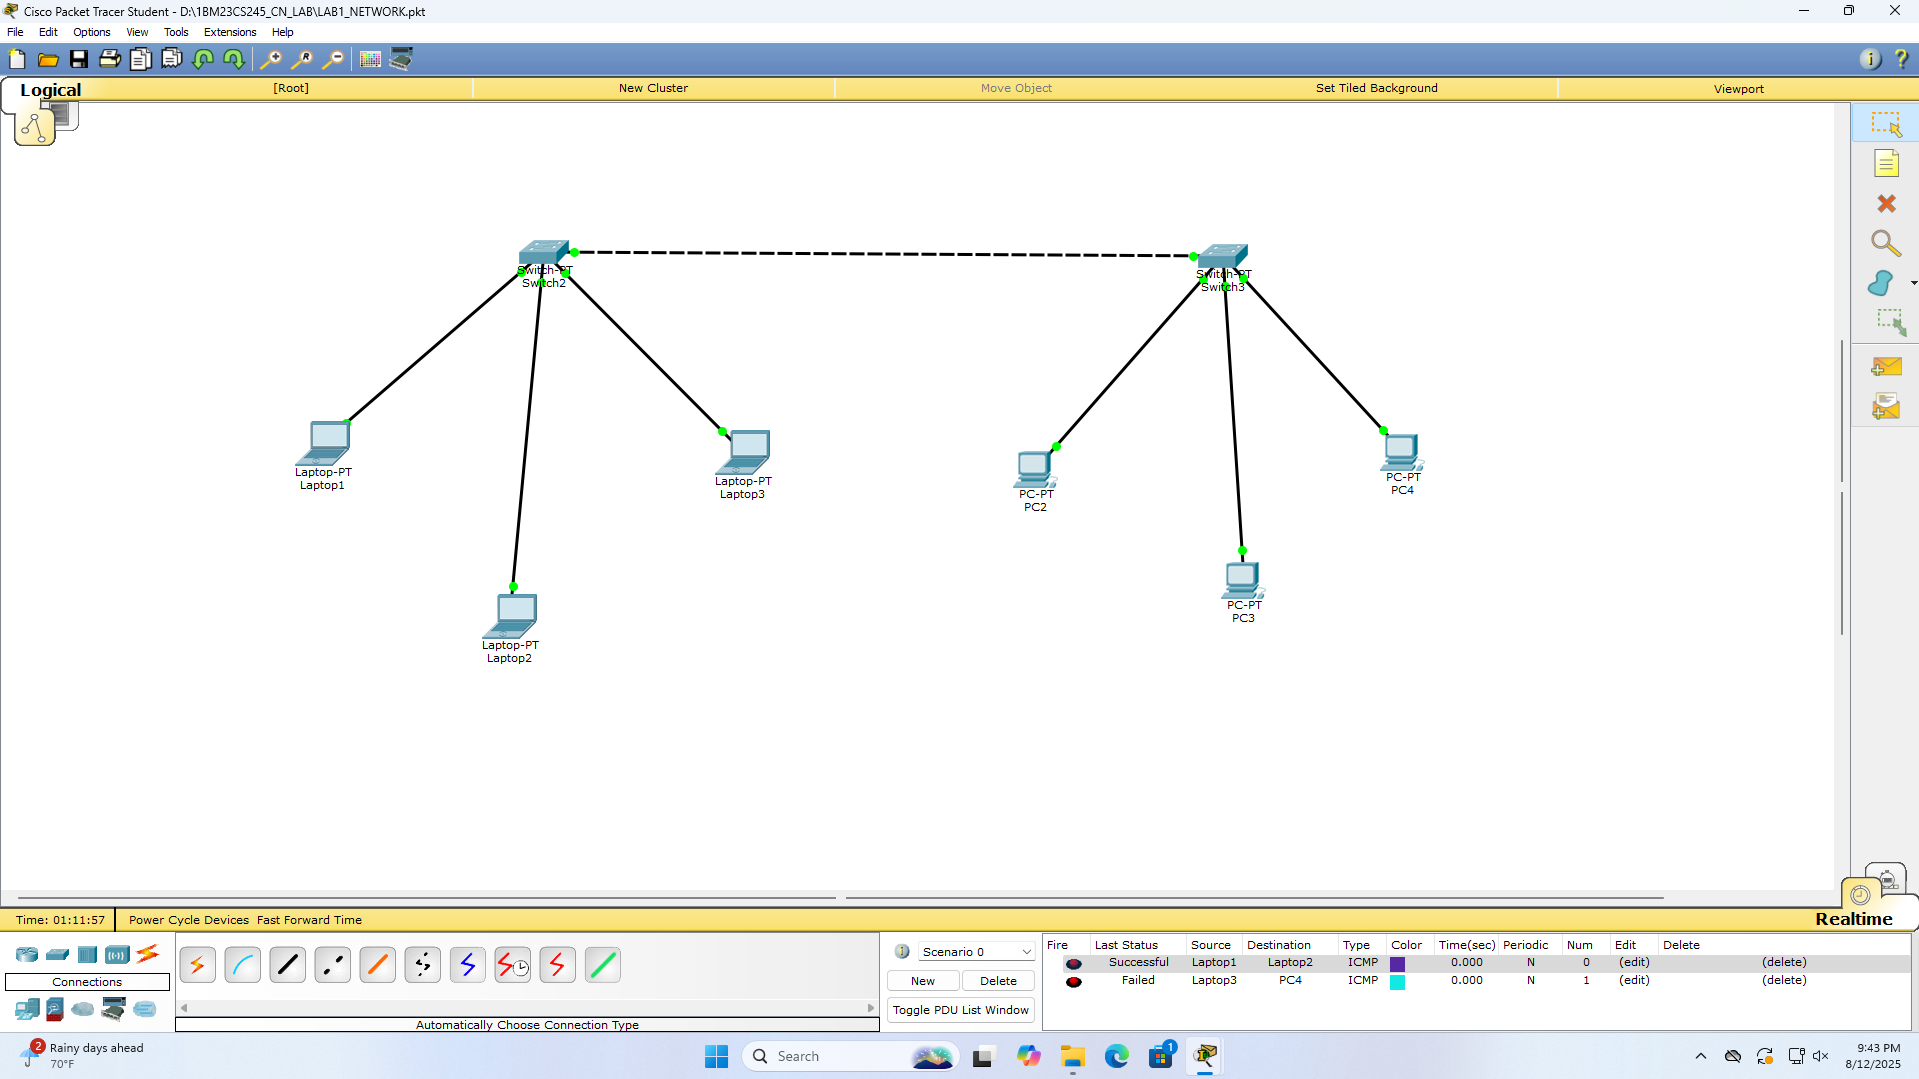 Cisco Packet Tracer Student - D:\1BM23CS245_CN_LAB\LAB1_NETWORK.pkt
File Edit Options View Tools Extensions Help
Logical [Root] New Cluster Move Object Set Tiled Background Viewport
Switch-PT
Switch2
Switch-PT
Switch3
Laptop-PT
Laptop1
Laptop-PT
Laptop3
PC-PT
PC2
PC-PT
PC4
PC-PT
PC3
Laptop-PT
Laptop2
Time: 01:11:57 Power Cycle Devices Fast Forward Time Realtime
Connections
Automatically Choose Connection Type
Scenario 0
New Delete
Toggle PDU List Window
Fire Last Status Source Destination Type Color Time(sec) Periodic Num Edit Delete
Successful Laptop1 Laptop2 ICMP 0.000 N 0 (edit) (delete)
Failed Laptop3 PC4 ICMP 0.000 N 1 (edit) (delete)
2 Rainy days ahead
70°F
Search
1
9:43 PM
8/12/2025